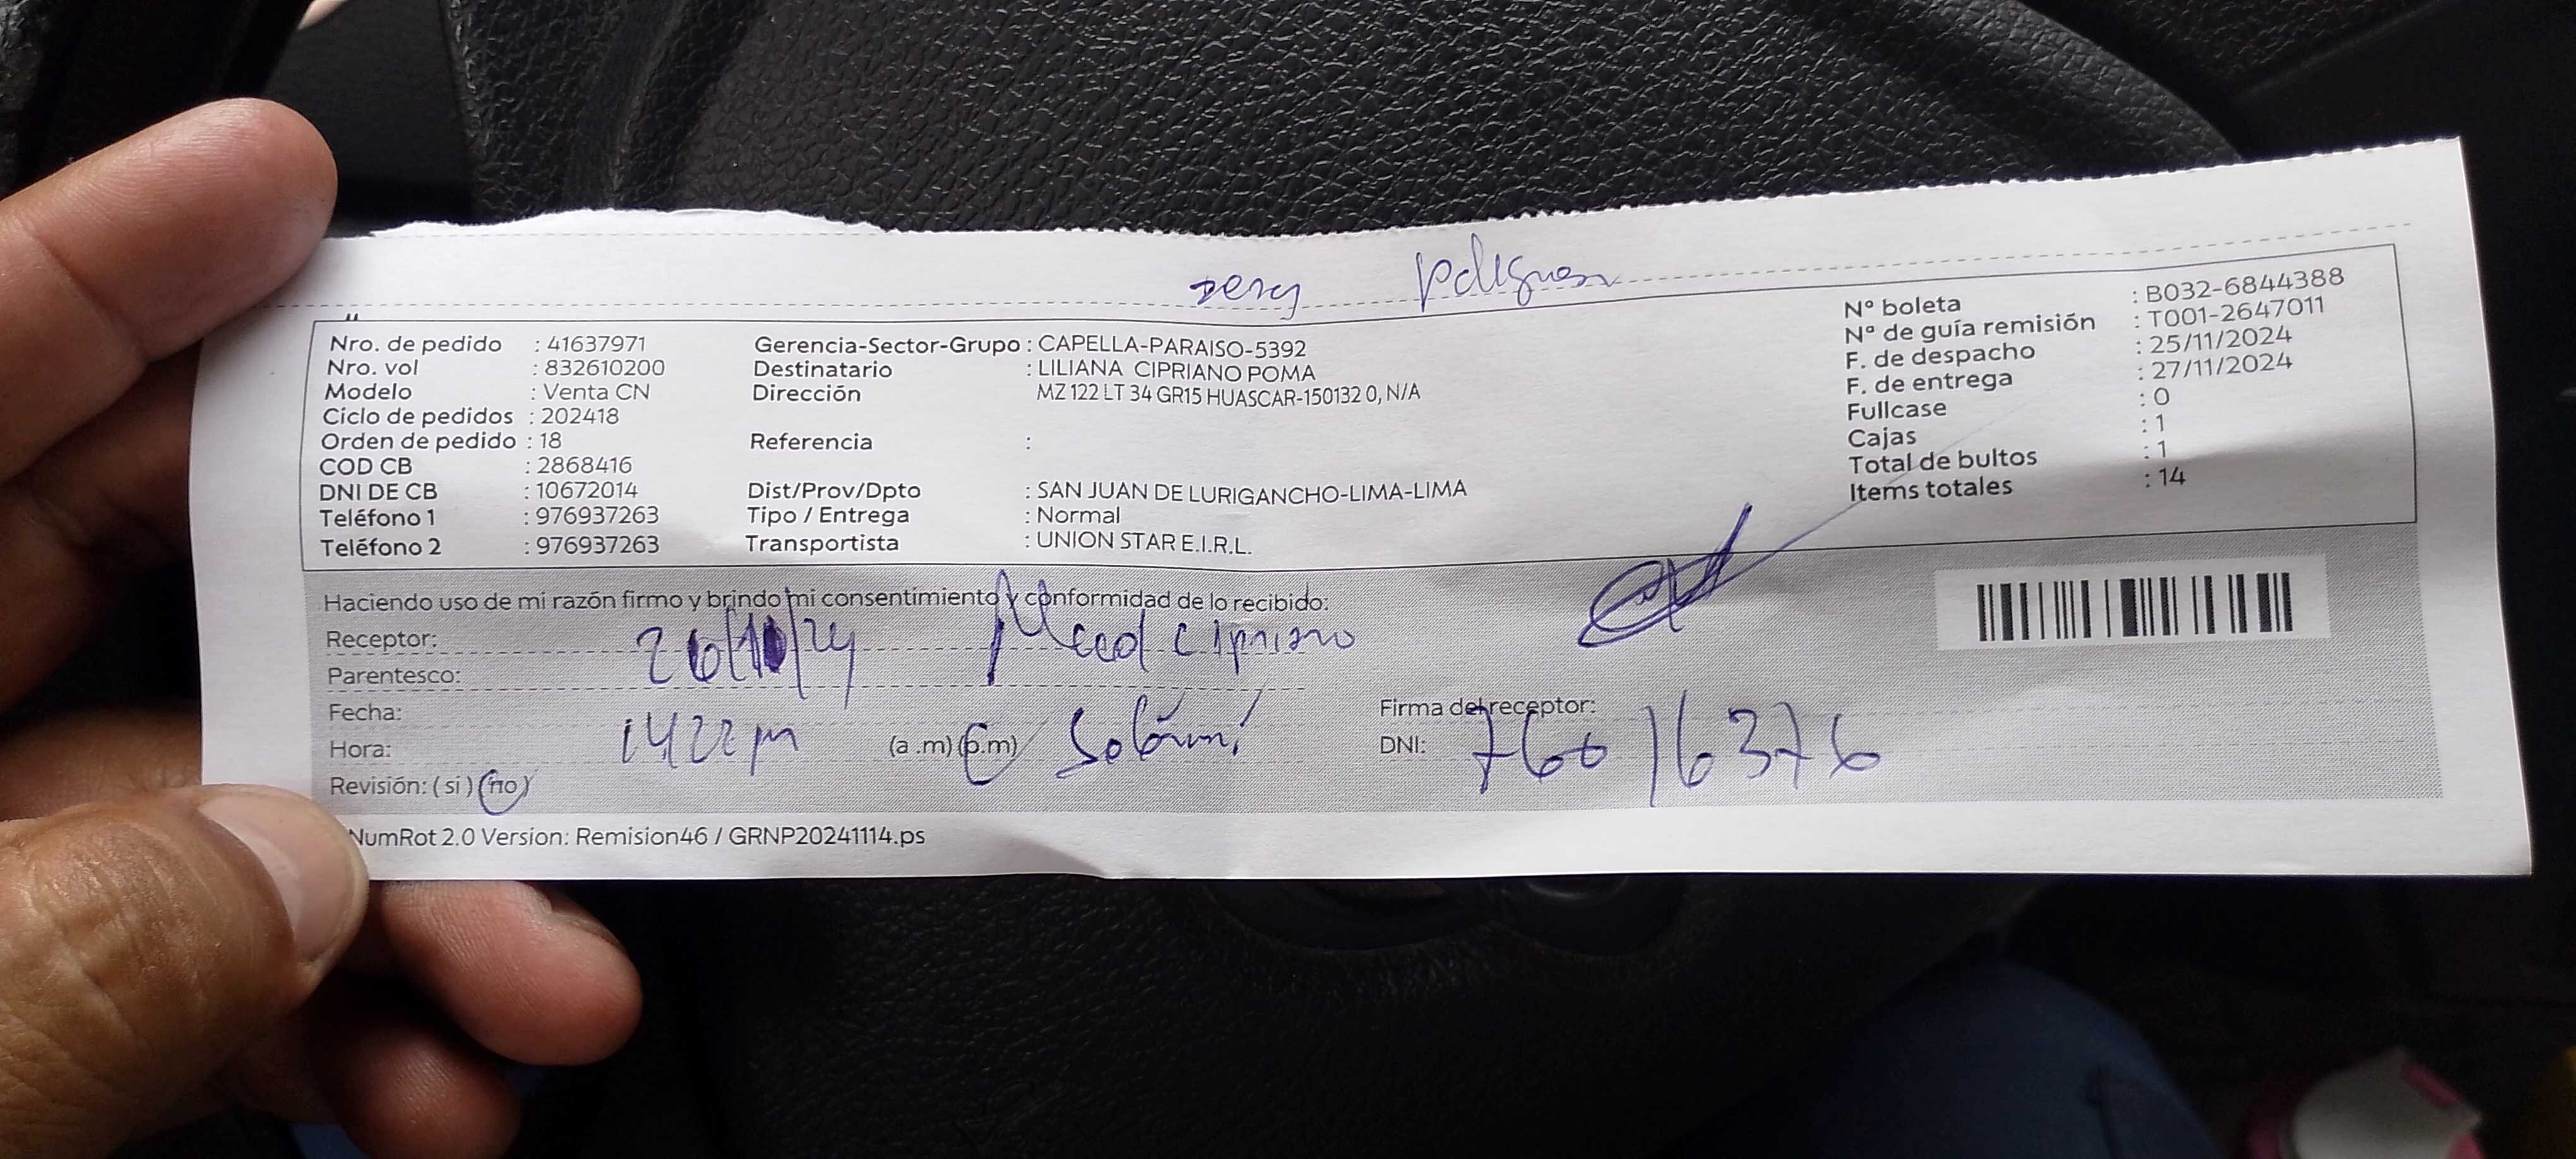 Nro. de pedido : 41637971
Nro. vol : 832610200
Modelo : Venta CN
Ciclo de pedidos : 202418
Orden de pedido : 18
COD CB : 2868416
DNI DE CB : 10672014
Teléfono 1 : 976937263
Teléfono 2 : 976937263
Gerencia-Sector-Grupo : CAPELLA-PARAISO-5392
Destinatario : LILIANA CIPRIANO POMA
Dirección MZ 122 LT 34 GR15 HUASCAR-150132 0, N/A
Referencia :
Dist/Prov/Dpto : SAN JUAN DE LURIGANCHO-LIMA-LIMA
Tipo / Entrega : Normal
Transportista : UNION STAR E.I.R.L.
Nº boleta : B032-6844388
Nº de guía remisión : T001-2647011
F. de despacho : 25/11/2024
F. de entrega : 27/11/2024
Fullcase : 0
Cajas : 1
Total de bultos : 1
Items totales : 14
Haciendo uso de mi razón firmo y brindo mi consentimiento y conformidad de lo recibido:
Receptor: Cipriano
Parentesco:
Fecha:
Hora: (a .m) (p.m)
Revisión: ( si ) (no)
Firma del receptor:
DNI: 76016376
NumRot 2.0 Version: Remision46 / GRNP20241114.ps